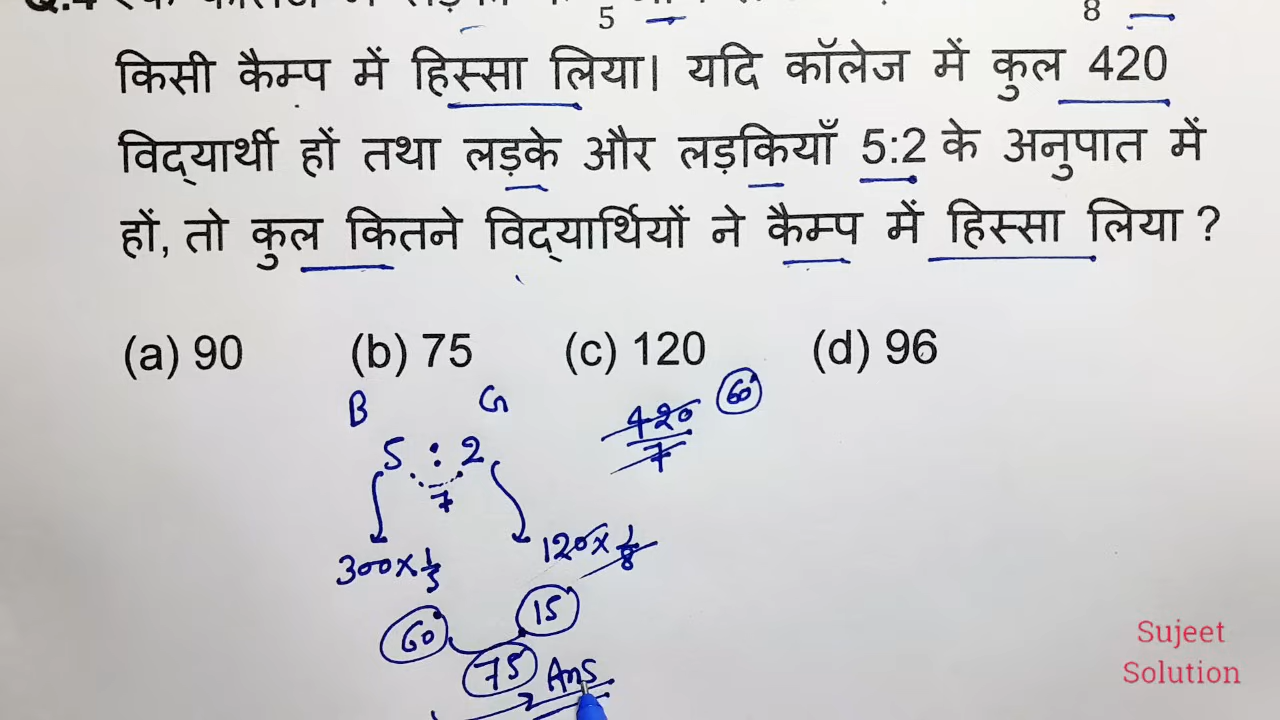 5 8
किसी कैम्प में हिस्सा लिया। यदि कॉलेज में कुल 420
विद्यार्थी हों तथा लड़के और लड़कियाँ 5:2 के अनुपात में
हों, तो कुल कितने विद्यार्थियों ने कैम्प में हिस्सा लिया ?
(a) 90 (b) 75 (c) 120 (d) 96
B G
5 : 2
7
420
7
60
300 × 1/5
120 × 1/8
60
15
75 Ans
Sujeet
Solution